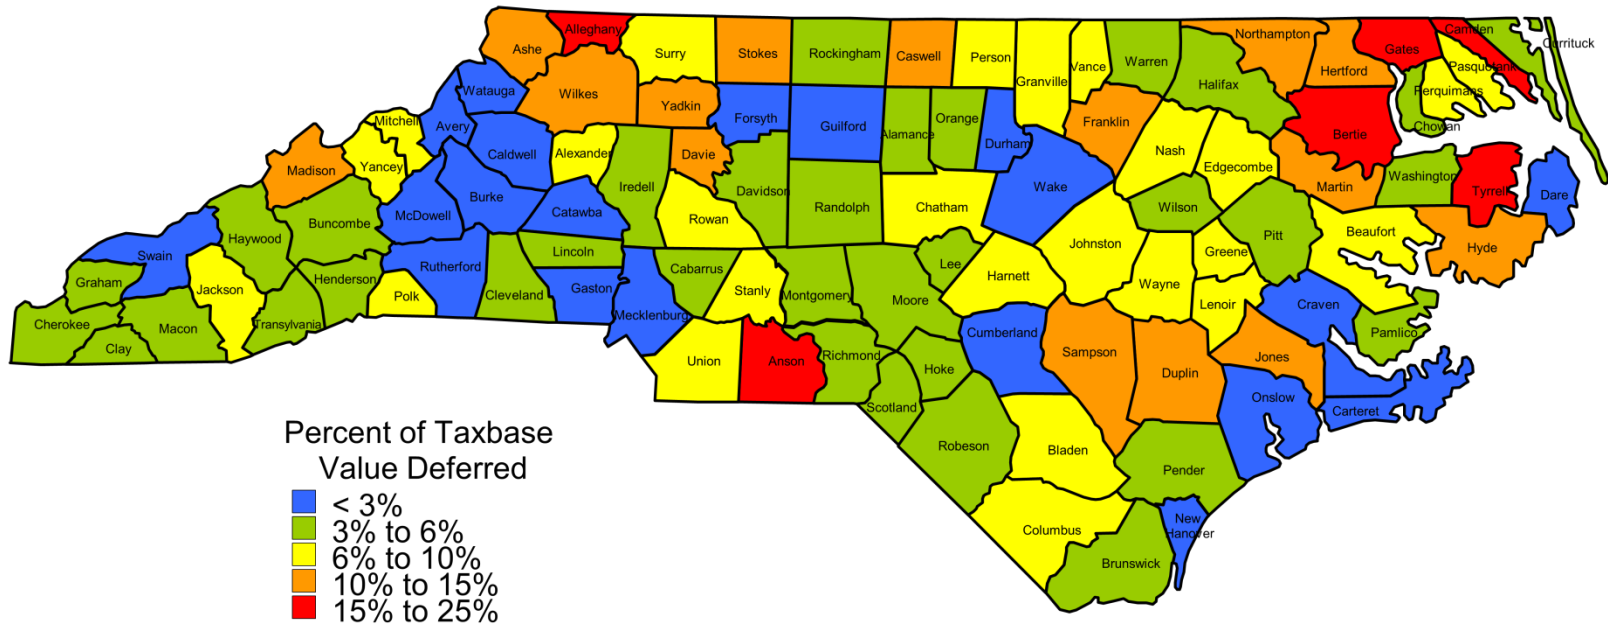 Ashe
Alleghany
Surry
Stokes
Rockingham
Caswell
Person
Granville
Vance
Warren
Halifax
Northampton
Hertford
Gates
Camden
Currituck
Pasquotank
Perquimans
Chowan
Bertie
Watauga
Wilkes
Yadkin
Forsyth
Guilford
Alamance
Orange
Durham
Franklin
Nash
Edgecombe
Martin
Washington
Tyrrell
Dare
Mitchell
Avery
Yancey
Madison
Caldwell
Alexander
Davie
Iredell
Davidson
Randolph
Chatham
Wake
Wilson
Pitt
Beaufort
Hyde
Buncombe
McDowell
Burke
Catawba
Rowan
Haywood
Swain
Graham
Jackson
Henderson
Rutherford
Polk
Cleveland
Lincoln
Gaston
Mecklenburg
Cabarrus
Stanly
Montgomery
Moore
Lee
Harnett
Johnston
Wayne
Greene
Lenoir
Craven
Pamlico
Cherokee
Clay
Macon
Transylvania
Union
Anson
Richmond
Hoke
Scotland
Cumberland
Sampson
Duplin
Jones
Onslow
Carteret
Robeson
Bladen
Pender
Columbus
Brunswick
New
Hanover
Percent of Taxbase
Value Deferred
< 3%
3% to 6%
6% to 10%
10% to 15%
15% to 25%